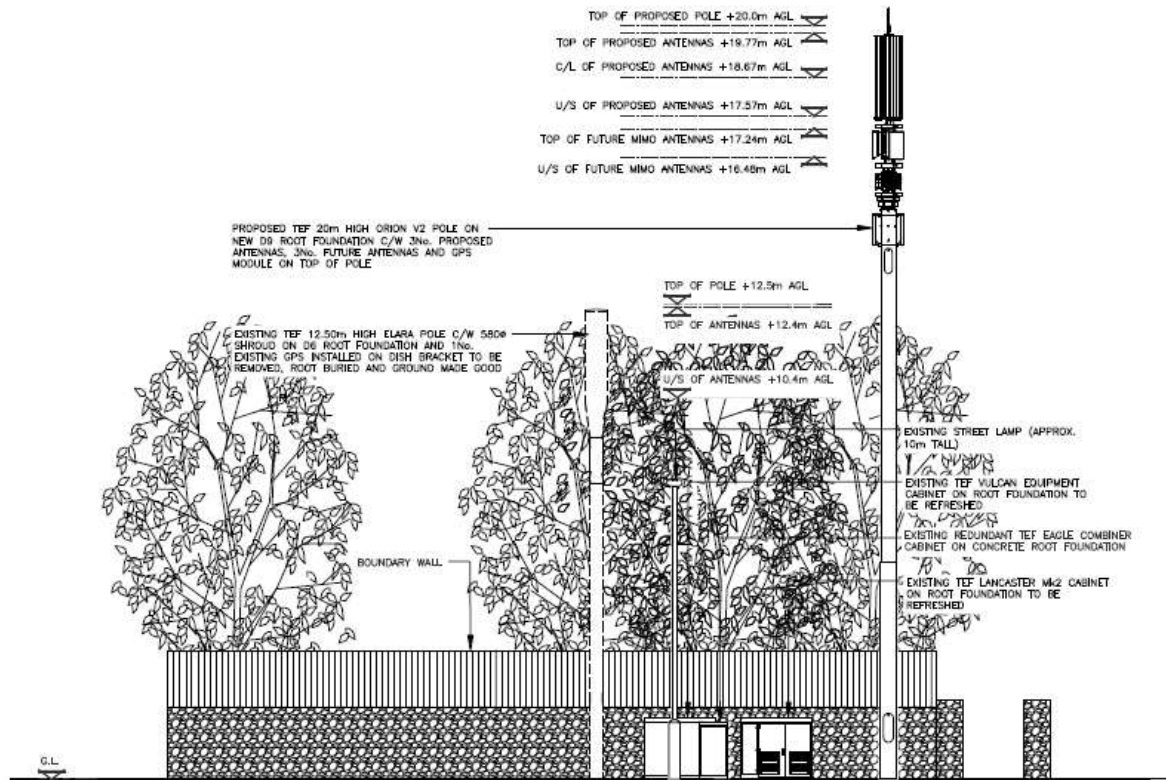 TOP OF PROPOSED POLE +20.0m AGL
TOP OF PROPOSED ANTENNAS +19.77m AGL
C/L OF PROPOSED ANTENNAS +18.67m AGL
U/S OF PROPOSED ANTENNAS +17.57m AGL
TOP OF FUTURE MIMO ANTENNAS +17.24m AGL
U/S OF FUTURE MIMO ANTENNAS +16.48m AGL
PROPOSED TEF 20m HIGH ORION V2 POLE ON
NEW D9 ROOT FOUNDATION C/W 3No. PROPOSED
ANTENNAS, 3No. FUTURE ANTENNAS AND GPS
MODULE ON TOP OF POLE
TOP OF POLE +12.5m AGL
TOP OF ANTENNAS +12.4m AGL
EXISTING TEF 12.50m HIGH ELARA POLE C/W 580ø
SHROUD ON D6 ROOT FOUNDATION AND 1No.
EXISTING GPS INSTALLED ON DISH BRACKET TO BE
REMOVED, ROOT BURIED AND GROUND MADE GOOD
U/S OF ANTENNAS +10.4m AGL
EXISTING STREET LAMP (APPROX.
10m TALL)
EXISTING TEF VULCAN EQUIPMENT
CABINET ON ROOT FOUNDATION TO
BE REFRESHED
EXISTING REDUNDANT TEF EAGLE COMBINER
CABINET ON CONCRETE ROOT FOUNDATION
BOUNDARY WALL
EXISTING TEF LANCASTER Mk2 CABINET
ON ROOT FOUNDATION TO BE
REFRESHED
G.L